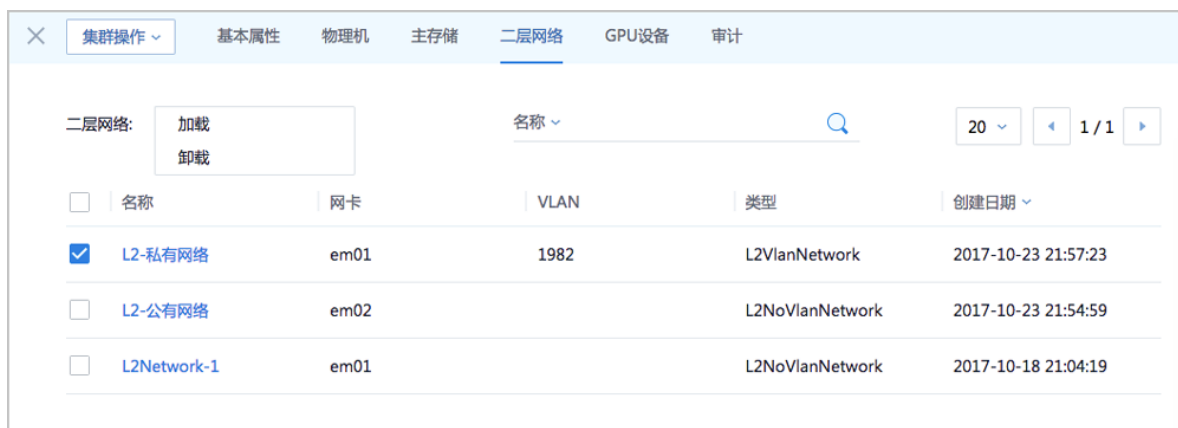 集群操作 基本属性 物理机 主存储 二层网络 GPU设备 审计
二层网络: 加载 名称 20 1 / 1
卸载
名称 网卡 VLAN 类型 创建日期
L2-私有网络 em01 1982 L2VlanNetwork 2017-10-23 21:57:23
L2-公有网络 em02 L2NoVlanNetwork 2017-10-23 21:54:59
L2Network-1 em01 L2NoVlanNetwork 2017-10-18 21:04:19